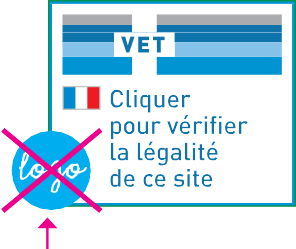 VET
Cliquer
pour vérifier
la légalité
de ce site
logo